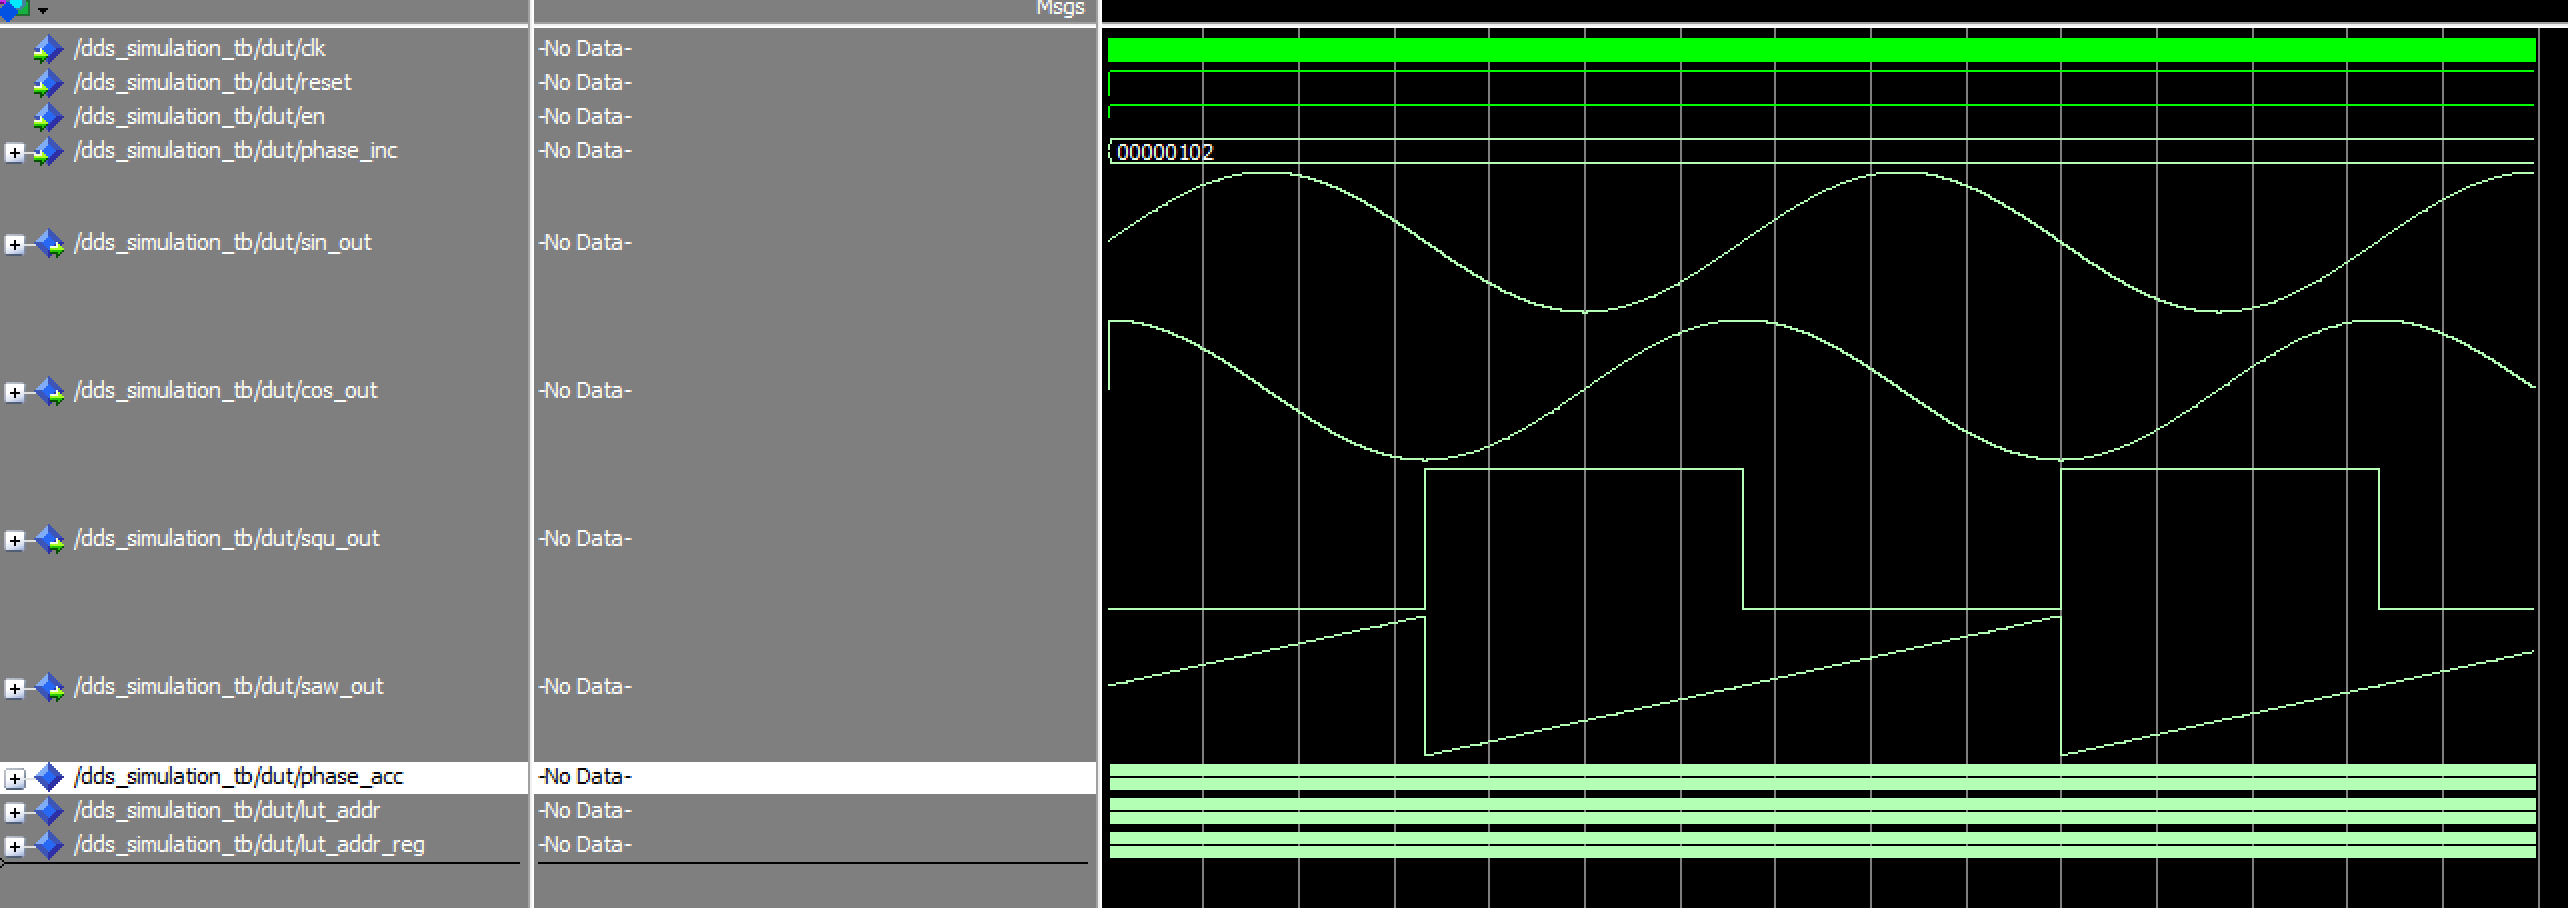 Msgs
/dds_simulation_tb/dut/clk -No Data-
/dds_simulation_tb/dut/reset -No Data-
/dds_simulation_tb/dut/en -No Data-
/dds_simulation_tb/dut/phase_inc -No Data- 00000102
/dds_simulation_tb/dut/sin_out -No Data-
/dds_simulation_tb/dut/cos_out -No Data-
/dds_simulation_tb/dut/squ_out -No Data-
/dds_simulation_tb/dut/saw_out -No Data-
/dds_simulation_tb/dut/phase_acc -No Data-
/dds_simulation_tb/dut/lut_addr -No Data-
/dds_simulation_tb/dut/lut_addr_reg -No Data-